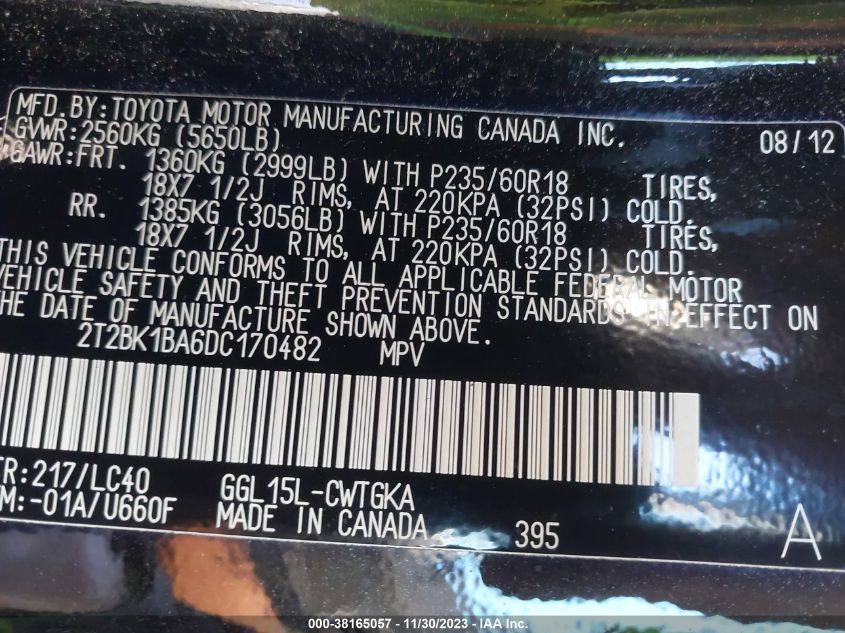 MFD. BY:TOYOTA MOTOR MANUFACTURING CANADA INC. 08/12
GVWR:2560KG (5650LB)
GAWR:FRT. 1360KG (2999LB) WITH P235/60R18 TIRES,
18X7 1/2J RIMS, AT 220KPA (32PSI) COLD.
RR. 1385KG (3056LB) WITH P235/60R18 TIRES,
18X7 1/2J RIMS, AT 220KPA (32PSI) COLD.
THIS VEHICLE CONFORMS TO ALL APPLICABLE FEDERAL MOTOR
VEHICLE SAFETY AND THEFT PREVENTION STANDARDS IN EFFECT ON
THE DATE OF MANUFACTURE SHOWN ABOVE.
2T2BK1BA6DC170482 MPV
TR:217/LC40 GGL15L-CWTGKA
M:-01A/U660F MADE IN CANADA 395 A
000-38165057 - 11/30/2023 - IAA Inc.